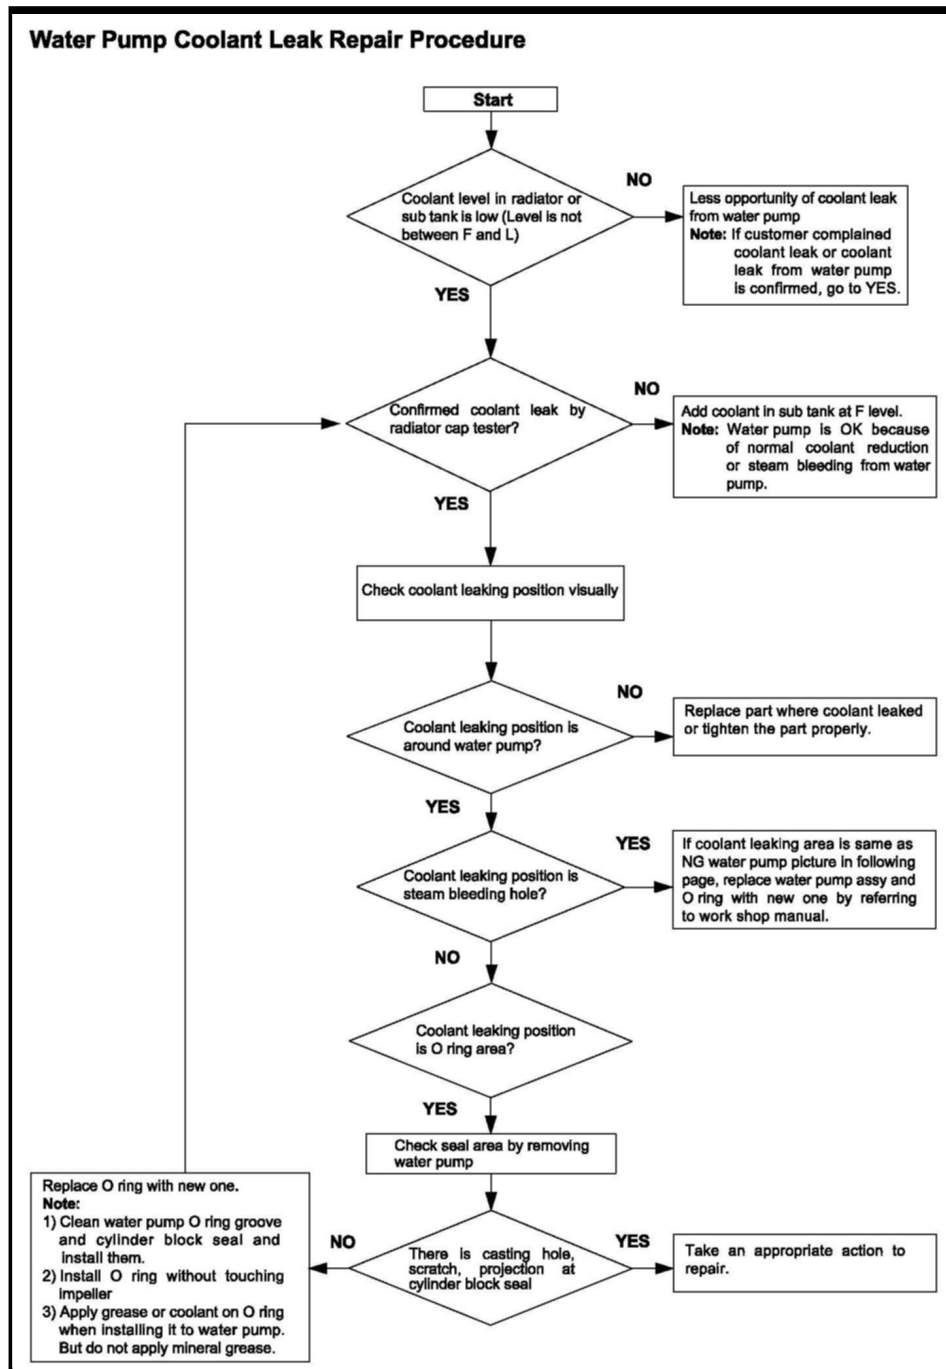 Water Pump Coolant Leak Repair Procedure
Start
Coolant level in radiator or
sub tank is low (Level is not
between F and L)
NO
Less opportunity of coolant leak
from water pump
Note: If customer complained
coolant leak or coolant
leak from water pump
is confirmed, go to YES.
YES
Confirmed coolant leak by
radiator cap tester?
NO
Add coolant in sub tank at F level.
Note: Water pump is OK because
of normal coolant reduction
or steam bleeding from water
pump.
YES
Check coolant leaking position visually
Coolant leaking position is
around water pump?
NO
Replace part where coolant leaked
or tighten the part properly.
YES
Coolant leaking position is
steam bleeding hole?
YES
If coolant leaking area is same as
NG water pump picture in following
page, replace water pump assy and
O ring with new one by referring
to work shop manual.
NO
Coolant leaking position
is O ring area?
YES
Check seal area by removing
water pump
There is casting hole,
scratch, projection at
cylinder block seal
YES
Take an appropriate action to
repair.
NO
Replace O ring with new one.
Note:
1) Clean water pump O ring groove
and cylinder block seal and
install them.
2) Install O ring without touching
impeller
3) Apply grease or coolant on O ring
when installing it to water pump.
But do not apply mineral grease.